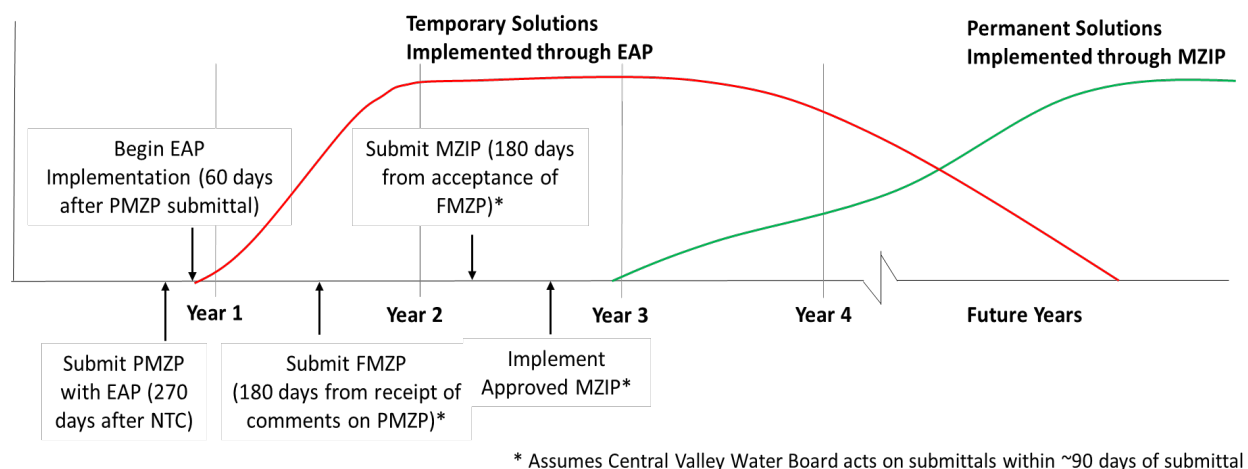 Temporary Solutions
Implemented through EAP
Permanent Solutions
Implemented through MZIP
Begin EAP
Implementation (60 days
after PMZP submittal)
Submit MZIP (180 days
from acceptance of
FMZP)*
Year 1
Year 2
Year 3
Year 4
Future Years
Submit PMZP
with EAP (270
days after NTC)
Submit FMZP
(180 days from receipt of
comments on PMZP)*
Implement
Approved MZIP*
* Assumes Central Valley Water Board acts on submittals within ~90 days of submittal